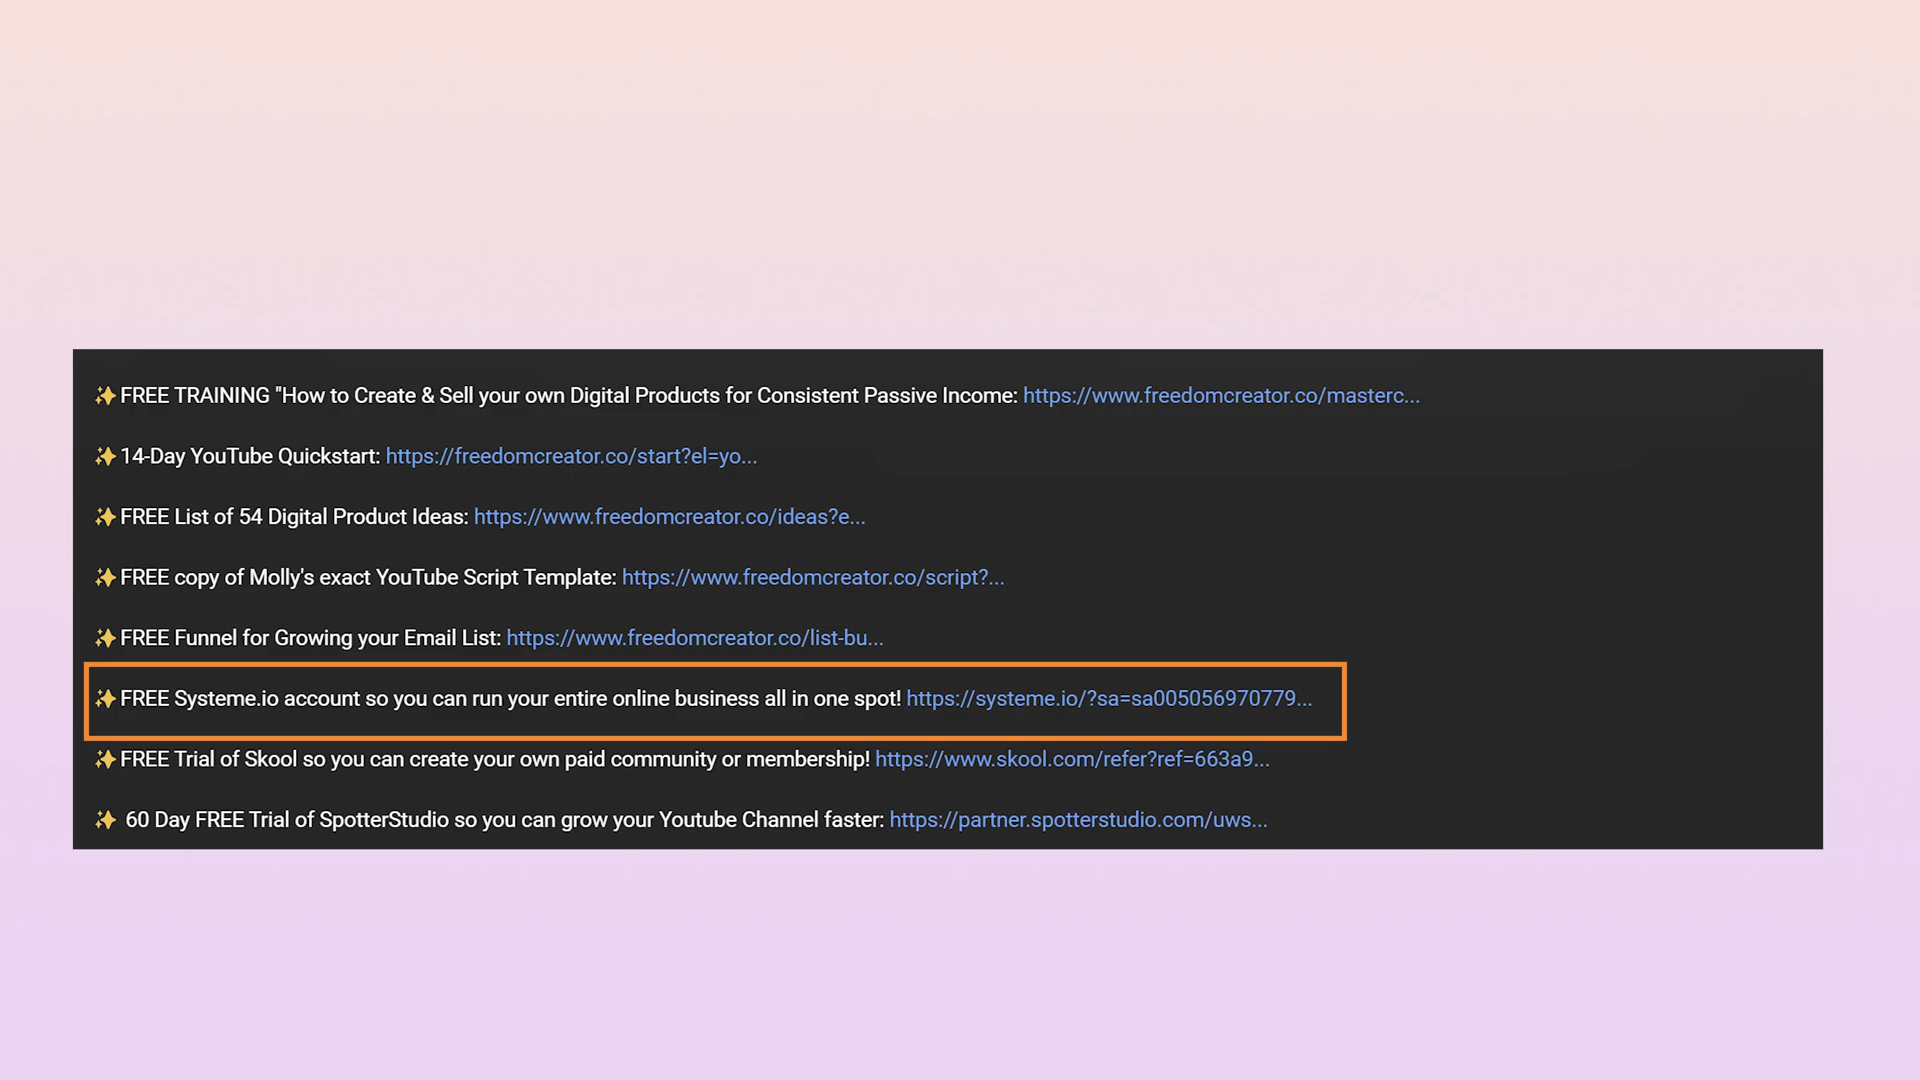 ✨FREE TRAINING "How to Create & Sell your own Digital Products for Consistent Passive Income: https://www.freedomcreator.co/masterc...
✨14-Day YouTube Quickstart: https://freedomcreator.co/start?el=yo...
✨FREE List of 54 Digital Product Ideas: https://www.freedomcreator.co/ideas?e...
✨FREE copy of Molly's exact YouTube Script Template: https://www.freedomcreator.co/script?...
✨FREE Funnel for Growing your Email List: https://www.freedomcreator.co/list-bu...
✨FREE Systeme.io account so you can run your entire online business all in one spot! https://systeme.io/?sa=sa005056970779...
✨FREE Trial of Skool so you can create your own paid community or membership! https://www.skool.com/refer?ref=663a9...
✨ 60 Day FREE Trial of SpotterStudio so you can grow your Youtube Channel faster: https://partner.spotterstudio.com/uws...